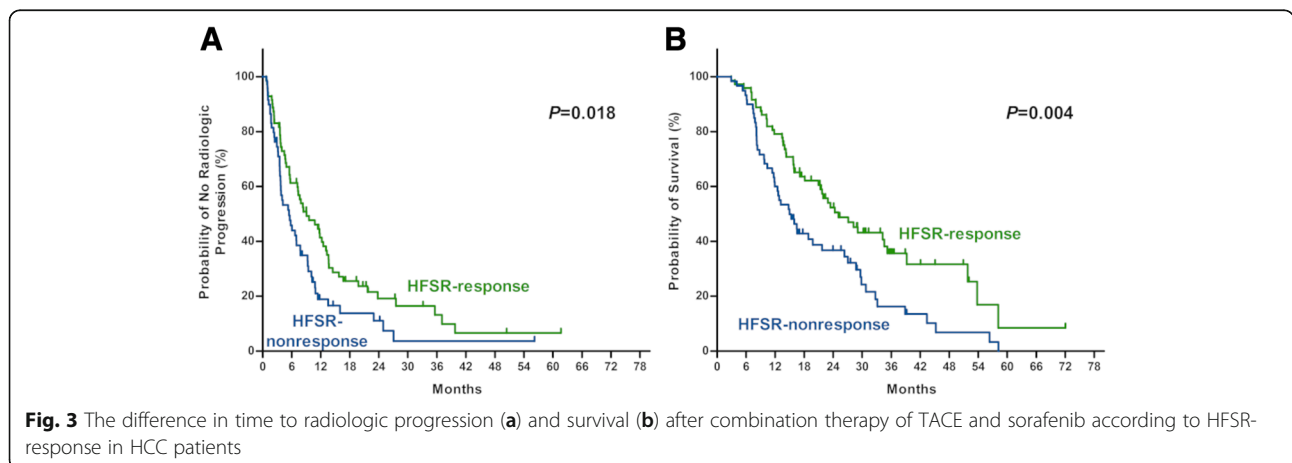 A
Probability of No Radiologic
Progression (%)
100
80
60
40
20
0
P=0.018
HFSR-response
HFSR-
nonresponse
0 6 12 18 24 30 36 42 48 54 60 66 72 78
Months
B
Probability of Survival (%)
100
80
60
40
20
0
P=0.004
HFSR-response
HFSR-nonresponse
0 6 12 18 24 30 36 42 48 54 60 66 72 78
Months
Fig. 3 The difference in time to radiologic progression (a) and survival (b) after combination therapy of TACE and sorafenib according to HFSR-
response in HCC patients